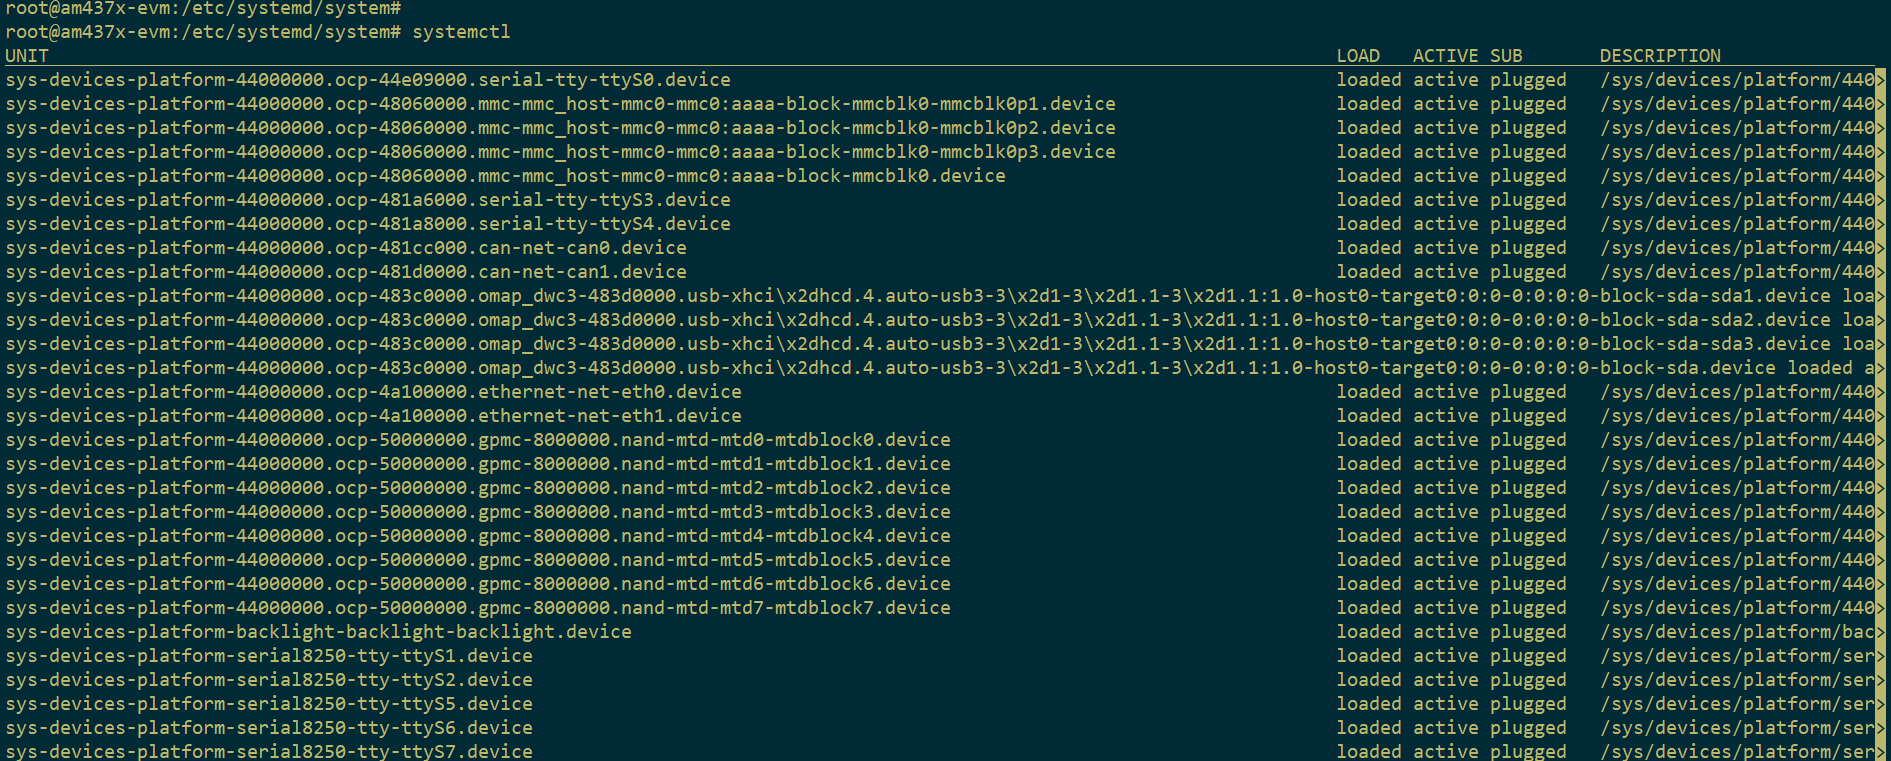 root@am437x-evm:/etc/systemd/system#
root@am437x-evm:/etc/systemd/system# systemctl
UNIT LOAD ACTIVE SUB DESCRIPTION
sys-devices-platform-44000000.ocp-44e09000.serial-tty-ttyS0.device loaded active plugged /sys/devices/platform/440>
sys-devices-platform-44000000.ocp-48060000.mmc-mmc_host-mmc0-mmc0:aaaa-block-mmcblk0-mmcblk0p1.device loaded active plugged /sys/devices/platform/440>
sys-devices-platform-44000000.ocp-48060000.mmc-mmc_host-mmc0-mmc0:aaaa-block-mmcblk0-mmcblk0p2.device loaded active plugged /sys/devices/platform/440>
sys-devices-platform-44000000.ocp-48060000.mmc-mmc_host-mmc0-mmc0:aaaa-block-mmcblk0-mmcblk0p3.device loaded active plugged /sys/devices/platform/440>
sys-devices-platform-44000000.ocp-48060000.mmc-mmc_host-mmc0-mmc0:aaaa-block-mmcblk0.device loaded active plugged /sys/devices/platform/440>
sys-devices-platform-44000000.ocp-481a6000.serial-tty-ttyS3.device loaded active plugged /sys/devices/platform/440>
sys-devices-platform-44000000.ocp-481a8000.serial-tty-ttyS4.device loaded active plugged /sys/devices/platform/440>
sys-devices-platform-44000000.ocp-481cc000.can-net-can0.device loaded active plugged /sys/devices/platform/440>
sys-devices-platform-44000000.ocp-481d0000.can-net-can1.device loaded active plugged /sys/devices/platform/440>
sys-devices-platform-44000000.ocp-483c0000.omap_dwc3-483d0000.usb-xhci\x2dhcd.4.auto-usb3-3\x2d1-3\x2d1.1-3\x2d1.1:1.0-host0-target0:0:0-0:0:0:0-block-sda-sda1.device loa>
sys-devices-platform-44000000.ocp-483c0000.omap_dwc3-483d0000.usb-xhci\x2dhcd.4.auto-usb3-3\x2d1-3\x2d1.1-3\x2d1.1:1.0-host0-target0:0:0-0:0:0:0-block-sda-sda2.device loa>
sys-devices-platform-44000000.ocp-483c0000.omap_dwc3-483d0000.usb-xhci\x2dhcd.4.auto-usb3-3\x2d1-3\x2d1.1-3\x2d1.1:1.0-host0-target0:0:0-0:0:0:0-block-sda-sda3.device loa>
sys-devices-platform-44000000.ocp-483c0000.omap_dwc3-483d0000.usb-xhci\x2dhcd.4.auto-usb3-3\x2d1-3\x2d1.1-3\x2d1.1:1.0-host0-target0:0:0-0:0:0:0-block-sda.device loaded a>
sys-devices-platform-44000000.ocp-4a100000.ethernet-net-eth0.device loaded active plugged /sys/devices/platform/440>
sys-devices-platform-44000000.ocp-4a100000.ethernet-net-eth1.device loaded active plugged /sys/devices/platform/440>
sys-devices-platform-44000000.ocp-50000000.gpmc-8000000.nand-mtd-mtd0-mtdblock0.device loaded active plugged /sys/devices/platform/440>
sys-devices-platform-44000000.ocp-50000000.gpmc-8000000.nand-mtd-mtd1-mtdblock1.device loaded active plugged /sys/devices/platform/440>
sys-devices-platform-44000000.ocp-50000000.gpmc-8000000.nand-mtd-mtd2-mtdblock2.device loaded active plugged /sys/devices/platform/440>
sys-devices-platform-44000000.ocp-50000000.gpmc-8000000.nand-mtd-mtd3-mtdblock3.device loaded active plugged /sys/devices/platform/440>
sys-devices-platform-44000000.ocp-50000000.gpmc-8000000.nand-mtd-mtd4-mtdblock4.device loaded active plugged /sys/devices/platform/440>
sys-devices-platform-44000000.ocp-50000000.gpmc-8000000.nand-mtd-mtd5-mtdblock5.device loaded active plugged /sys/devices/platform/440>
sys-devices-platform-44000000.ocp-50000000.gpmc-8000000.nand-mtd-mtd6-mtdblock6.device loaded active plugged /sys/devices/platform/440>
sys-devices-platform-44000000.ocp-50000000.gpmc-8000000.nand-mtd-mtd7-mtdblock7.device loaded active plugged /sys/devices/platform/440>
sys-devices-platform-backlight-backlight-backlight.device loaded active plugged /sys/devices/platform/bac>
sys-devices-platform-serial8250-tty-ttyS1.device loaded active plugged /sys/devices/platform/ser>
sys-devices-platform-serial8250-tty-ttyS2.device loaded active plugged /sys/devices/platform/ser>
sys-devices-platform-serial8250-tty-ttyS5.device loaded active plugged /sys/devices/platform/ser>
sys-devices-platform-serial8250-tty-ttyS6.device loaded active plugged /sys/devices/platform/ser>
sys-devices-platform-serial8250-tty-ttyS7.device loaded active plugged /sys/devices/platform/ser>